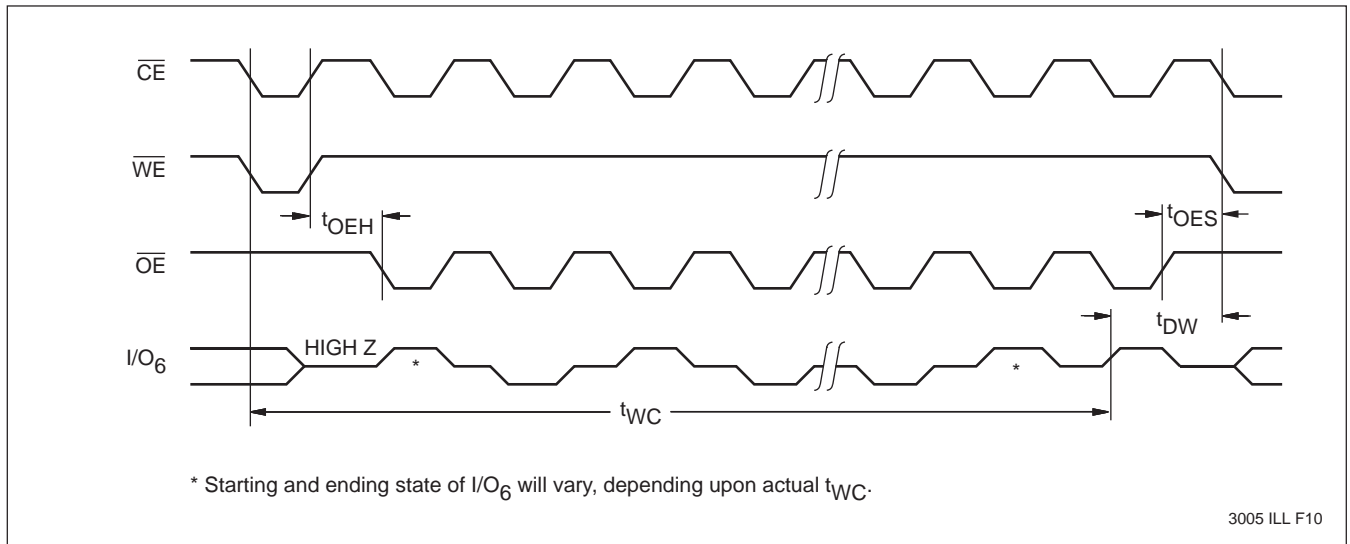 CE
WE
tOEH
tOES
OE
tDW
I/O6
HIGH Z
*
*
tWC
* Starting and ending state of I/O6 will vary, depending upon actual tWC.
3005 ILL F10